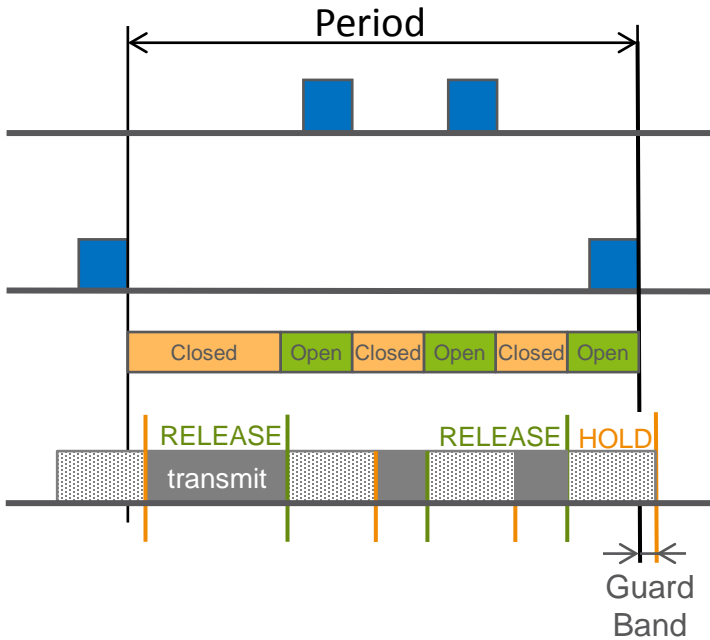 Period
Closed Open Closed Open Closed Open
RELEASE RELEASE HOLD
transmit
Guard
Band